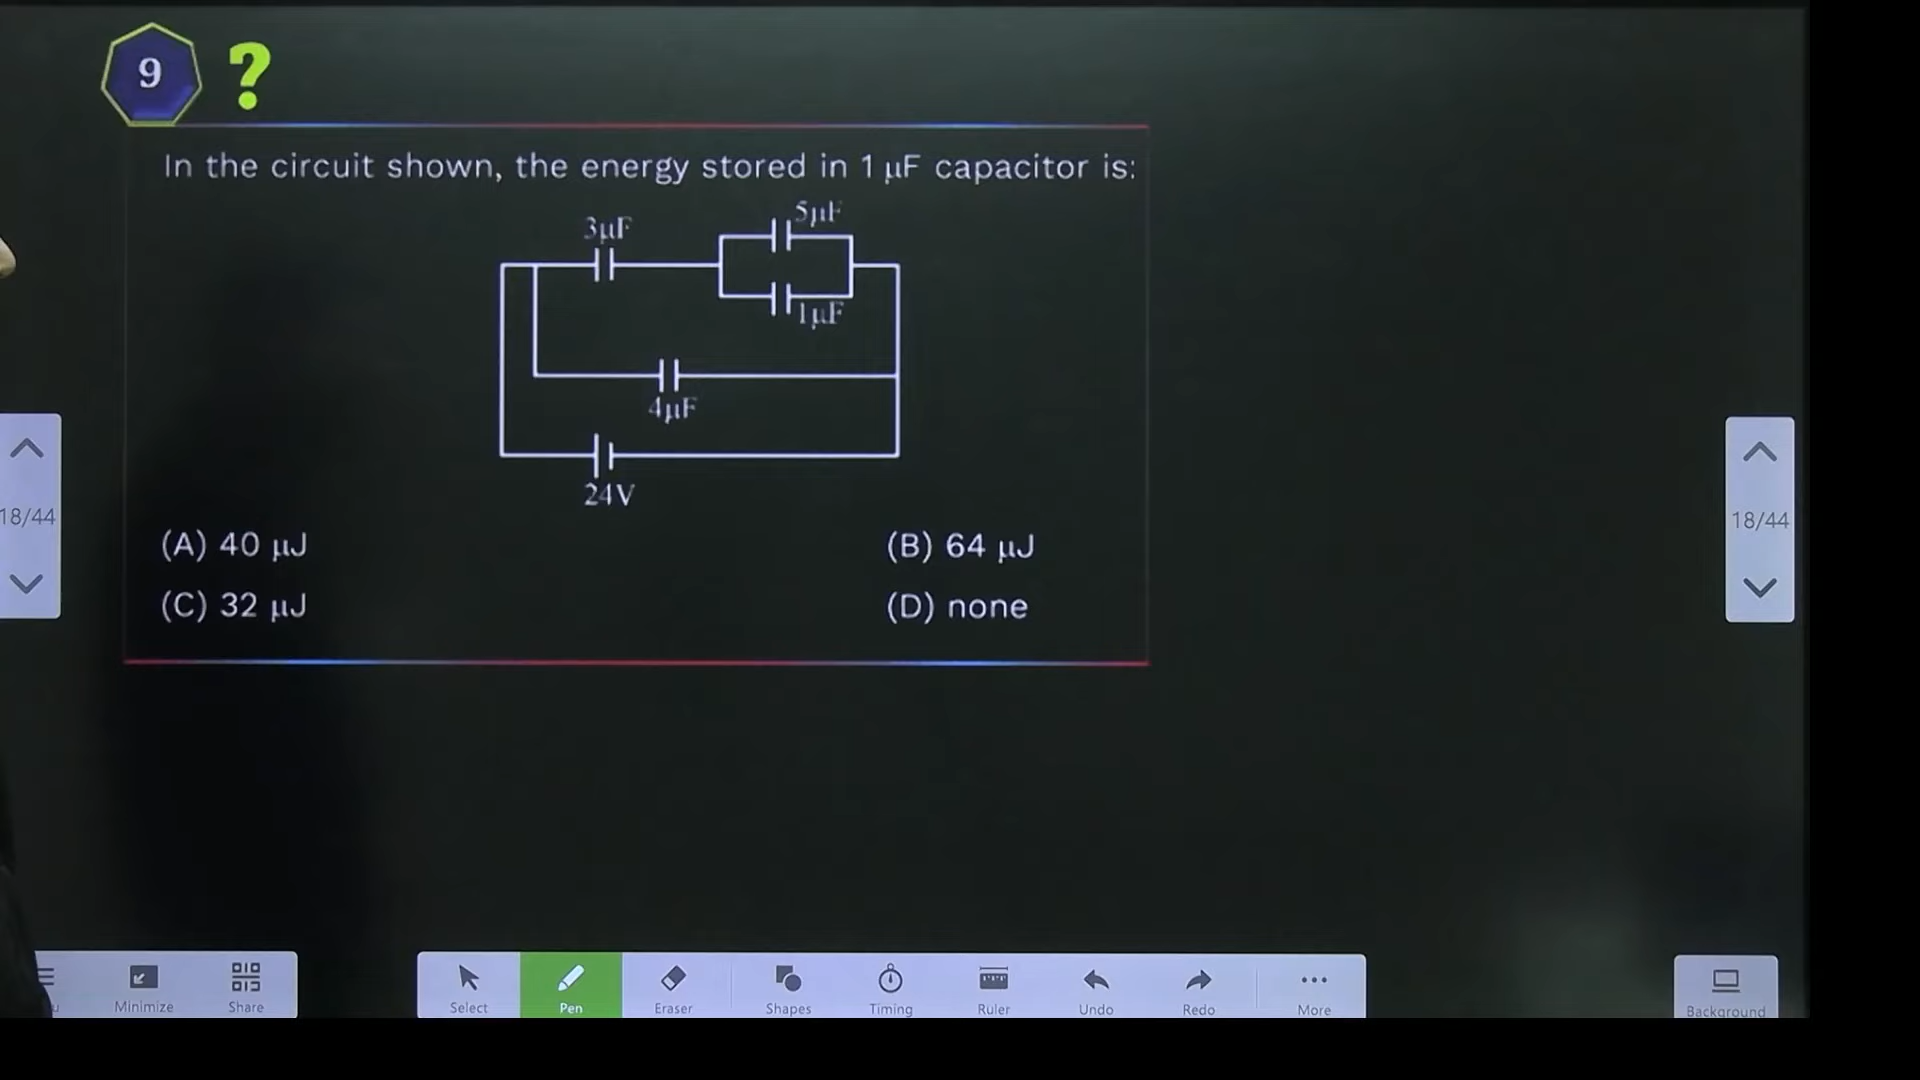 9 ?
In the circuit shown, the energy stored in 1 μF capacitor is:
3μF
5μF
1μF
4μF
24V
(A) 40 μJ
(B) 64 μJ
(C) 32 μJ
(D) none
18/44
18/44
Minimize
Share
Select
Pen
Eraser
Shapes
Timing
Ruler
Undo
Redo
More
Background